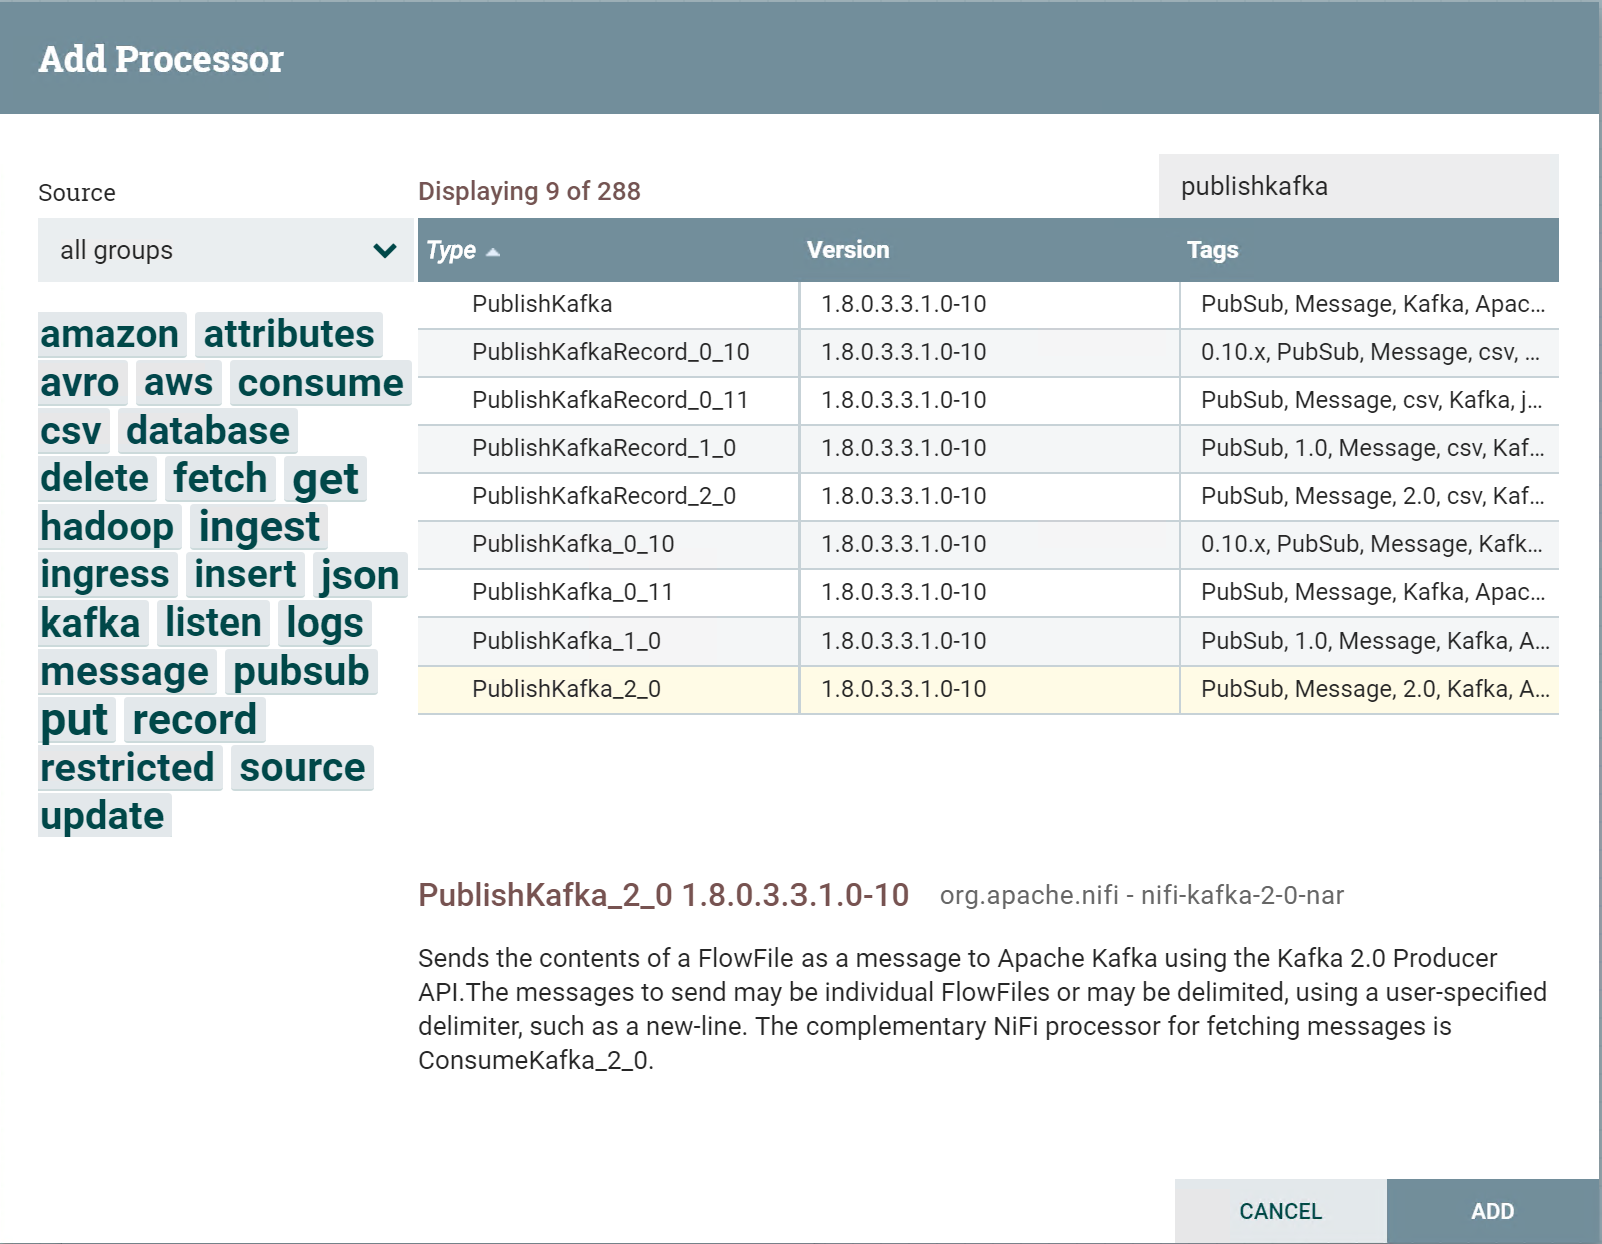 Add Processor
Source
all groups
amazon attributes
avro aws consume
csv database
delete fetch get
hadoop ingest
ingress insert json
kafka listen logs
message pubsub
put record
restricted source
update
Displaying 9 of 288
publishkafka
Type Version Tags
PublishKafka 1.8.0.3.3.1.0-10 PubSub, Message, Kafka, Apac...
PublishKafkaRecord_0_10 1.8.0.3.3.1.0-10 0.10.x, PubSub, Message, csv, ...
PublishKafkaRecord_0_11 1.8.0.3.3.1.0-10 PubSub, Message, csv, Kafka, j...
PublishKafkaRecord_1_0 1.8.0.3.3.1.0-10 PubSub, 1.0, Message, csv, Kaf...
PublishKafkaRecord_2_0 1.8.0.3.3.1.0-10 PubSub, Message, 2.0, csv, Kaf...
PublishKafka_0_10 1.8.0.3.3.1.0-10 0.10.x, PubSub, Message, Kafk...
PublishKafka_0_11 1.8.0.3.3.1.0-10 PubSub, Message, Kafka, Apac...
PublishKafka_1_0 1.8.0.3.3.1.0-10 PubSub, 1.0, Message, Kafka, A...
PublishKafka_2_0 1.8.0.3.3.1.0-10 PubSub, Message, 2.0, Kafka, A...
PublishKafka_2_0 1.8.0.3.3.1.0-10 org.apache.nifi - nifi-kafka-2-0-nar
Sends the contents of a FlowFile as a message to Apache Kafka using the Kafka 2.0 Producer
API.The messages to send may be individual FlowFiles or may be delimited, using a user-specified
delimiter, such as a new-line. The complementary NiFi processor for fetching messages is
ConsumeKafka_2_0.
CANCEL ADD